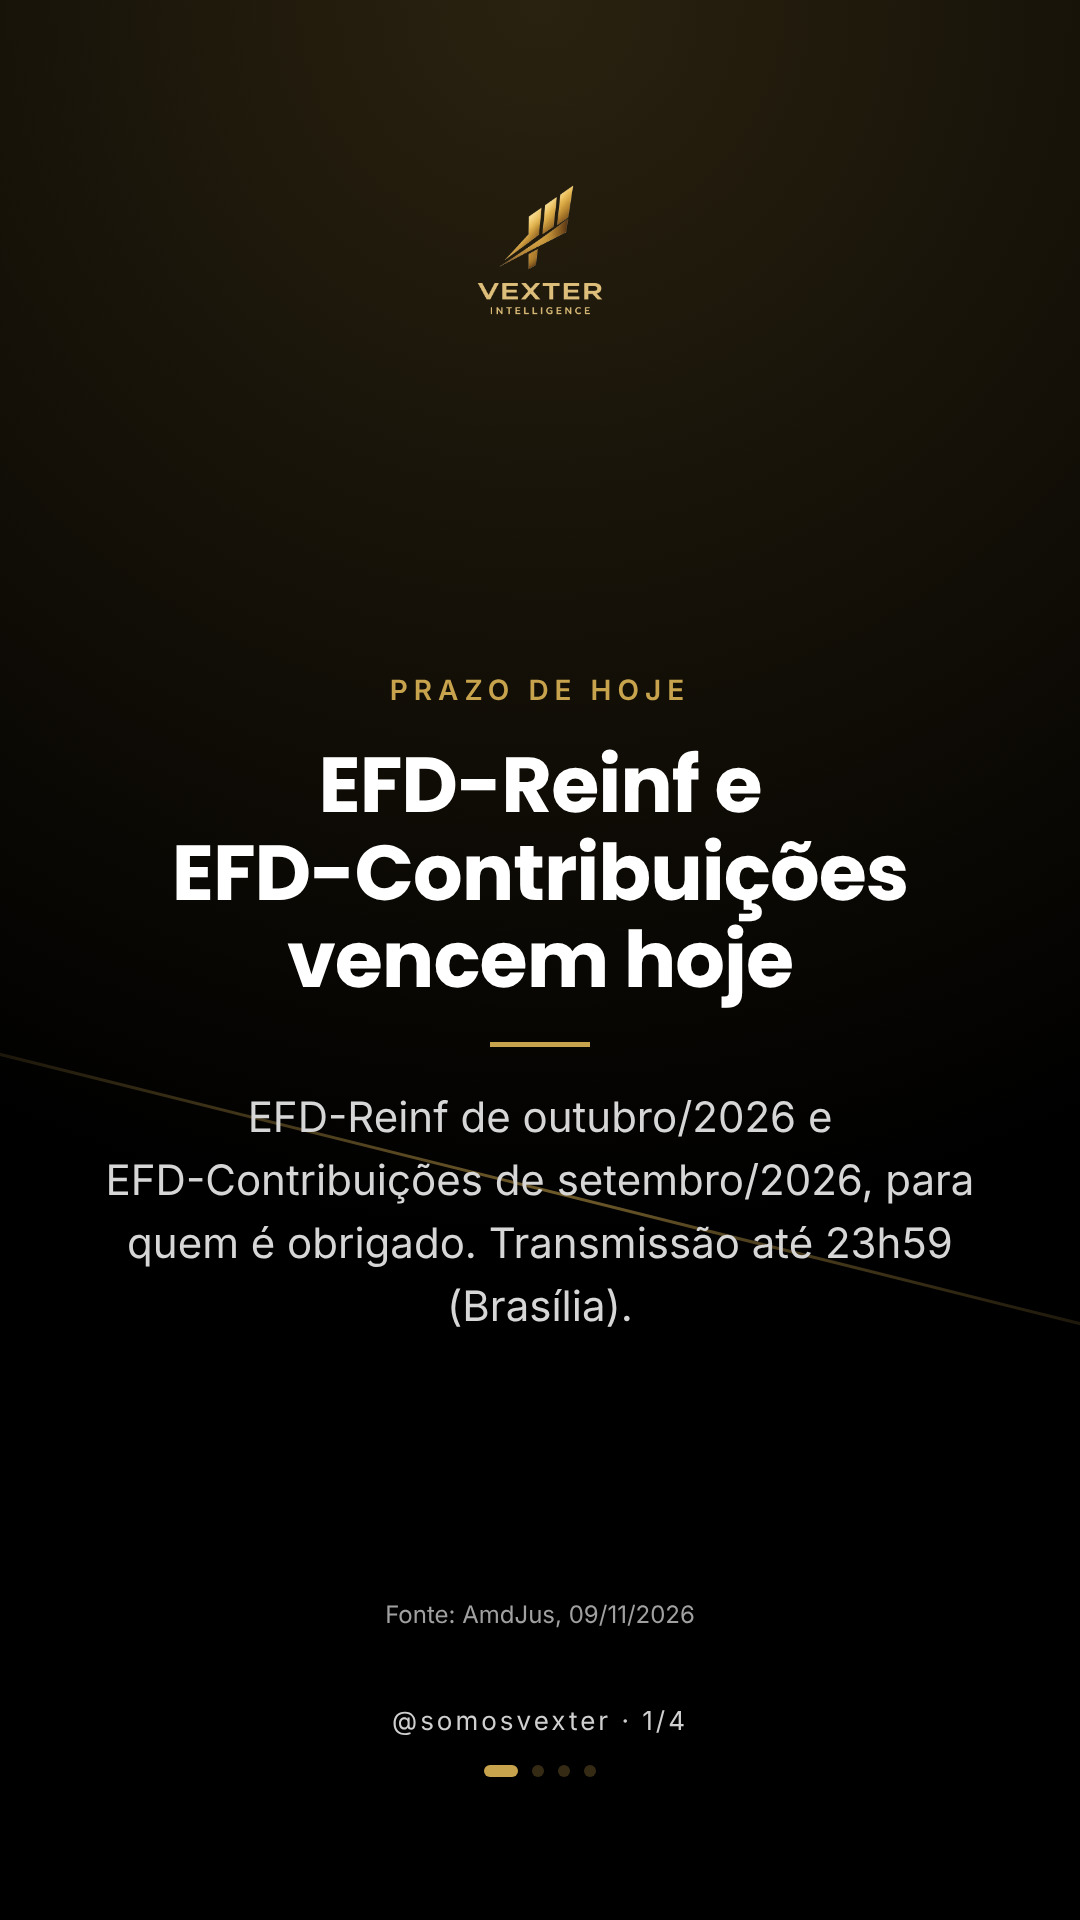 VEXTER
INTELLIGENCE
PRAZO DE HOJE
EFD-Reinf e
EFD-Contribuições
vencem hoje
EFD-Reinf de outubro/2026 e
EFD-Contribuições de setembro/2026, para
quem é obrigado. Transmissão até 23h59
(Brasília).
Fonte: AmdJus, 09/11/2026
@somosvexter · 1/4